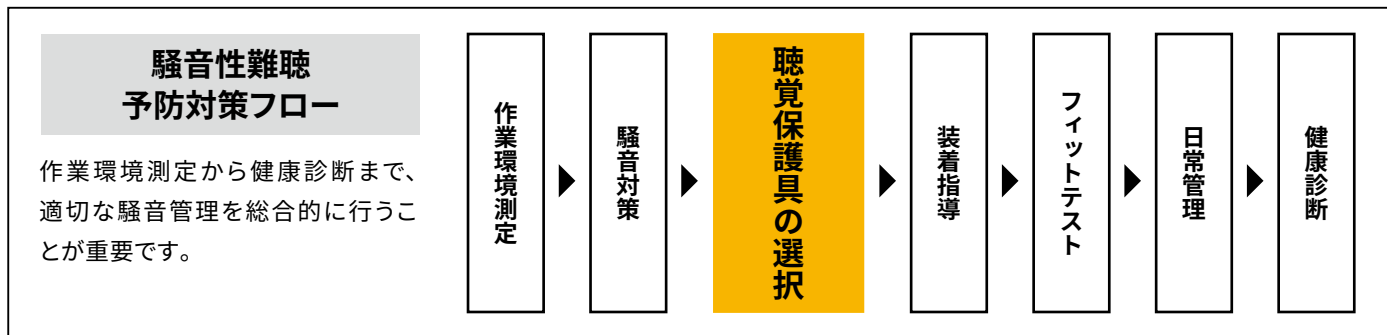 騒音性難聴
予防対策フロー
作業環境測定から健康診断まで、
適切な騒音管理を総合的に行うこ
とが重要です。
作業環境測定
騒音対策
聴覚保護具の選択
装着指導
フィットテスト
日常管理
健康診断